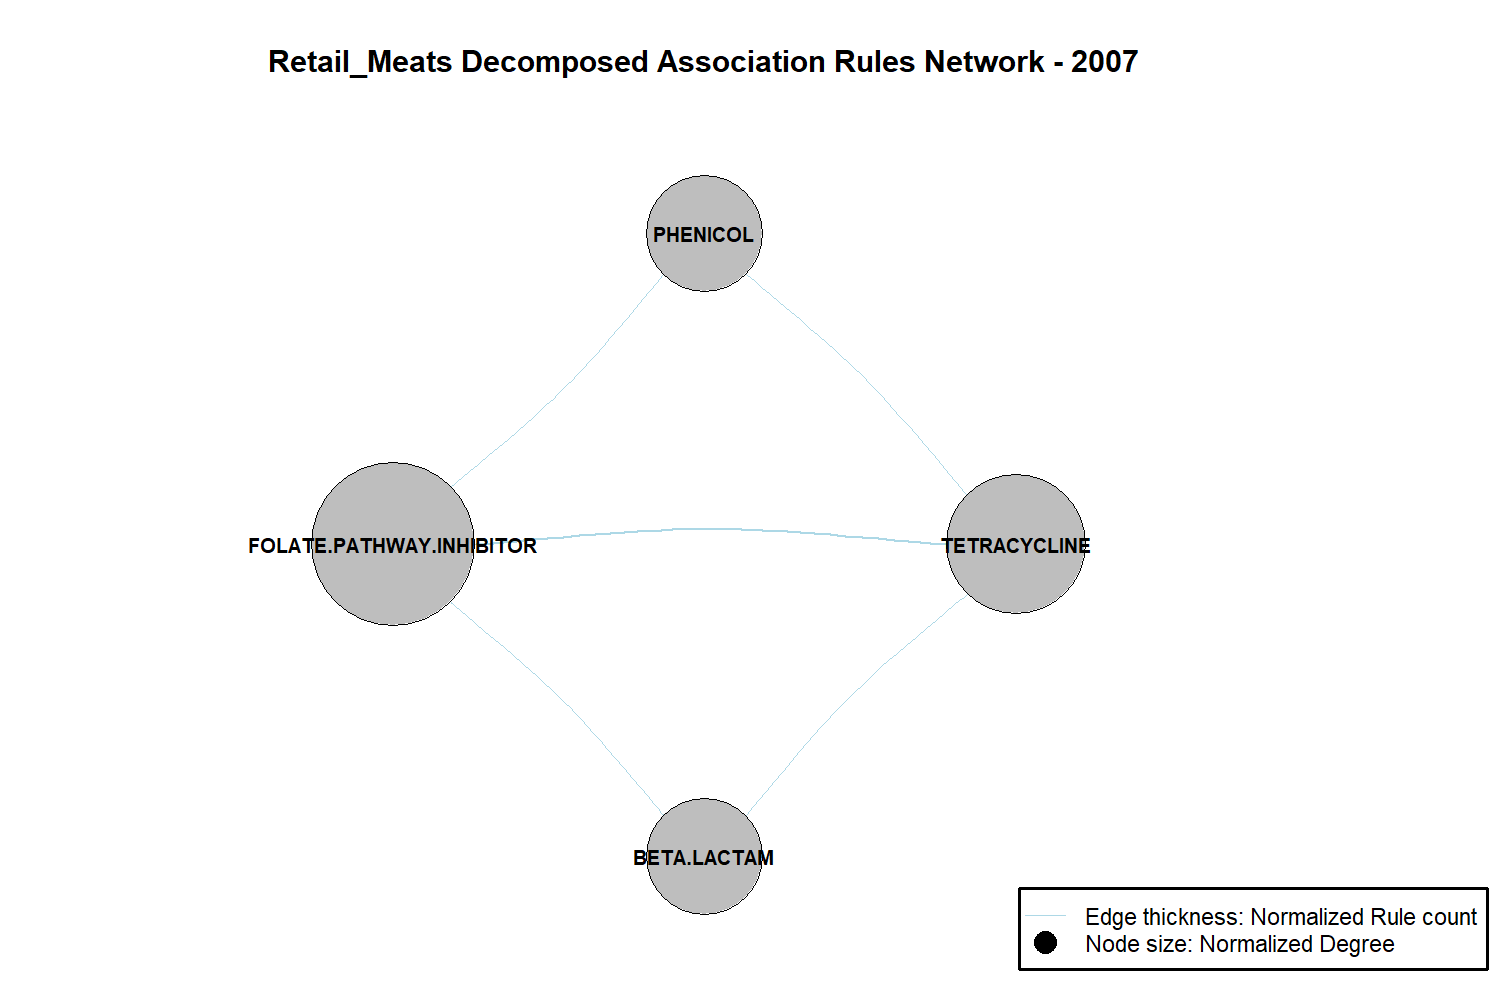 Retail_Meats Decomposed Association Rules Network - 2007
PHENICOL
FOLATE.PATHWAY.INHIBITOR
TETRACYCLINE
BETA.LACTAM
Edge thickness: Normalized Rule count
Node size: Normalized Degree